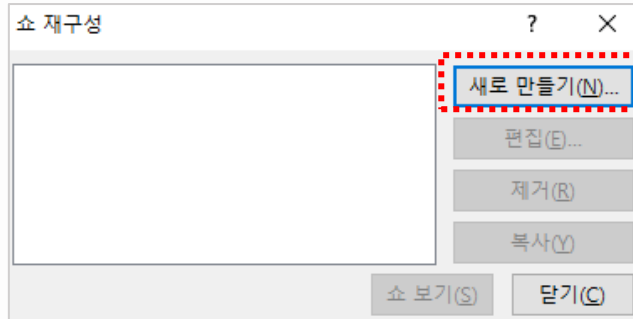 쇼 재구성 ?
새로 만들기(N)...
편집(E)...
제거(R)
복사(Y)
쇼 보기(S) 닫기(C)